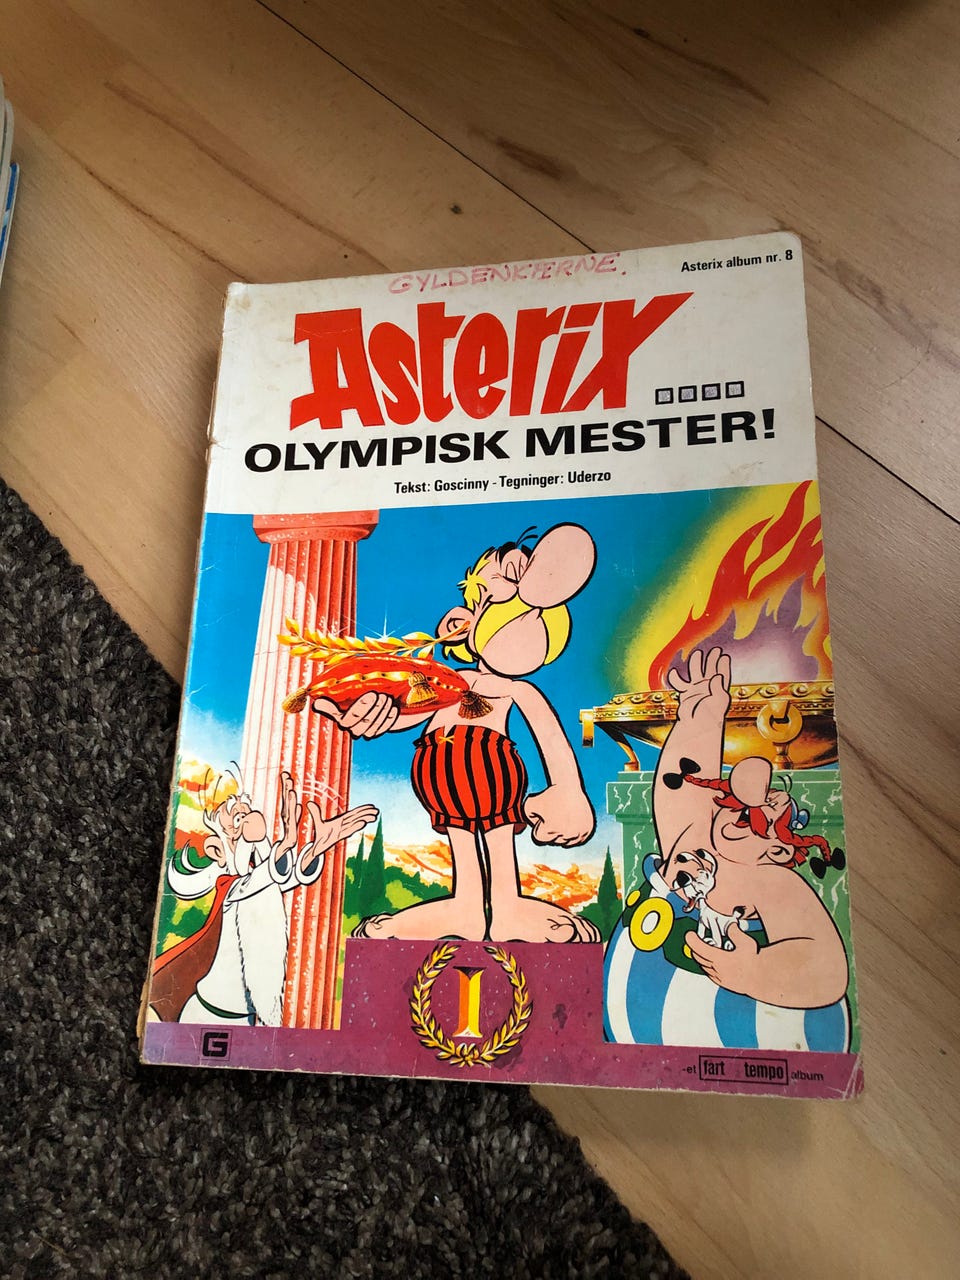 GYLDENKÆRNE.
Asterix album nr. 8
Asterix ....
OLYMPISK MESTER!
Tekst: Goscinny - Tegninger: Uderzo
I
G
-et fart tempo album